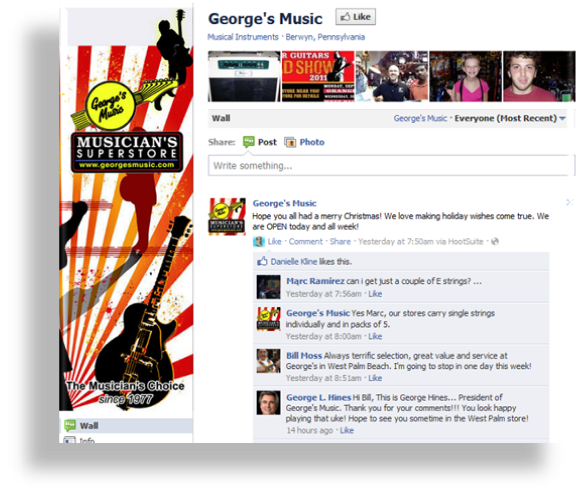 George's Music
Like
Musical Instruments · Berwyn, Pennsylvania
R GUITARS
D SHOW
2011
Wall
George's Music · Everyone (Most Recent)
Share: Post Photo
Write something...
George's Music
Hope you all had a merry Christmas! We love making holiday wishes come true. We
are OPEN today and all week!
Like · Comment · Share · Yesterday at 7:50am via HootSuite ·
Danielle Kline likes this.
Marc Ramirez can i get just a couple of E strings? ...
Yesterday at 7:56am · Like
George's Music Yes Marc, our stores carry single strings
individually and in packs of 5.
Yesterday at 8:00am · Like
Bill Moss Always terrific selection, great value and service at
George's in West Palm Beach. I'm going to stop in one day this week!
Yesterday at 8:51am · Like
George L. Hines Hi Bill, This is George Hines... President of
George's Music. Thank you for your comments!!! You look happy
playing that uke! Hope to see you sometime in the West Palm store!
14 hours ago · Like
George's
Music
MUSICIAN'S
SUPERSTORE
www.georgesmusic.com
The Musician's Choice
since 1977
Wall
Info